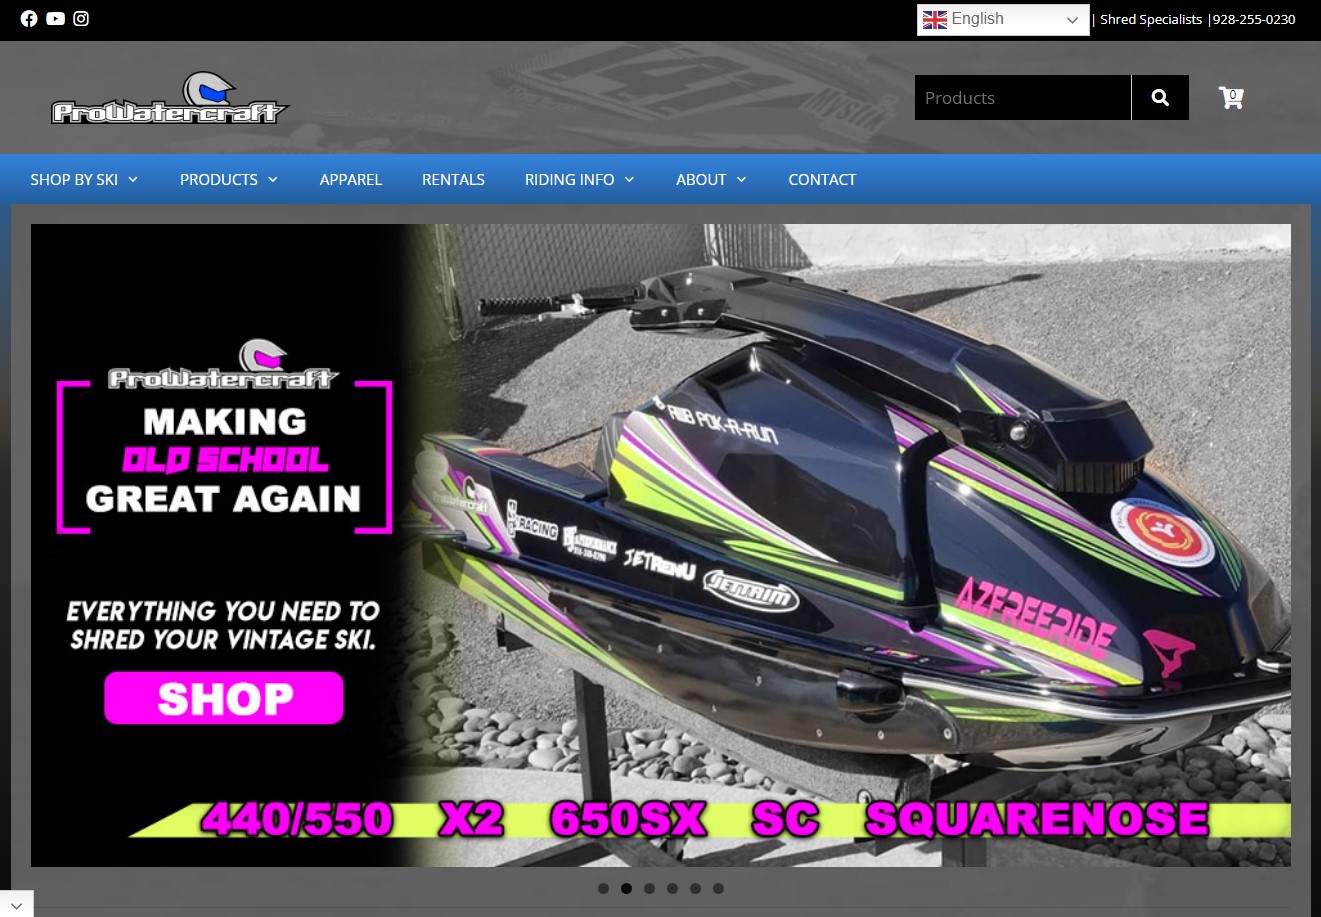 English
| Shred Specialists |928-255-0230
ProWatercraft
Products
0
SHOP BY SKI
PRODUCTS
APPAREL
RENTALS
RIDING INFO
ABOUT
CONTACT
ProWatercraft
MAKING
OLD SCHOOL
GREAT AGAIN
EVERYTHING YOU NEED TO
SHRED YOUR VINTAGE SKI.
SHOP
POK-R-RUN
ProWatercraft
RACING
JETRENU
JETTRIM
AZFREERIDE
440/550 X2 650SX SC SQUARENOSE